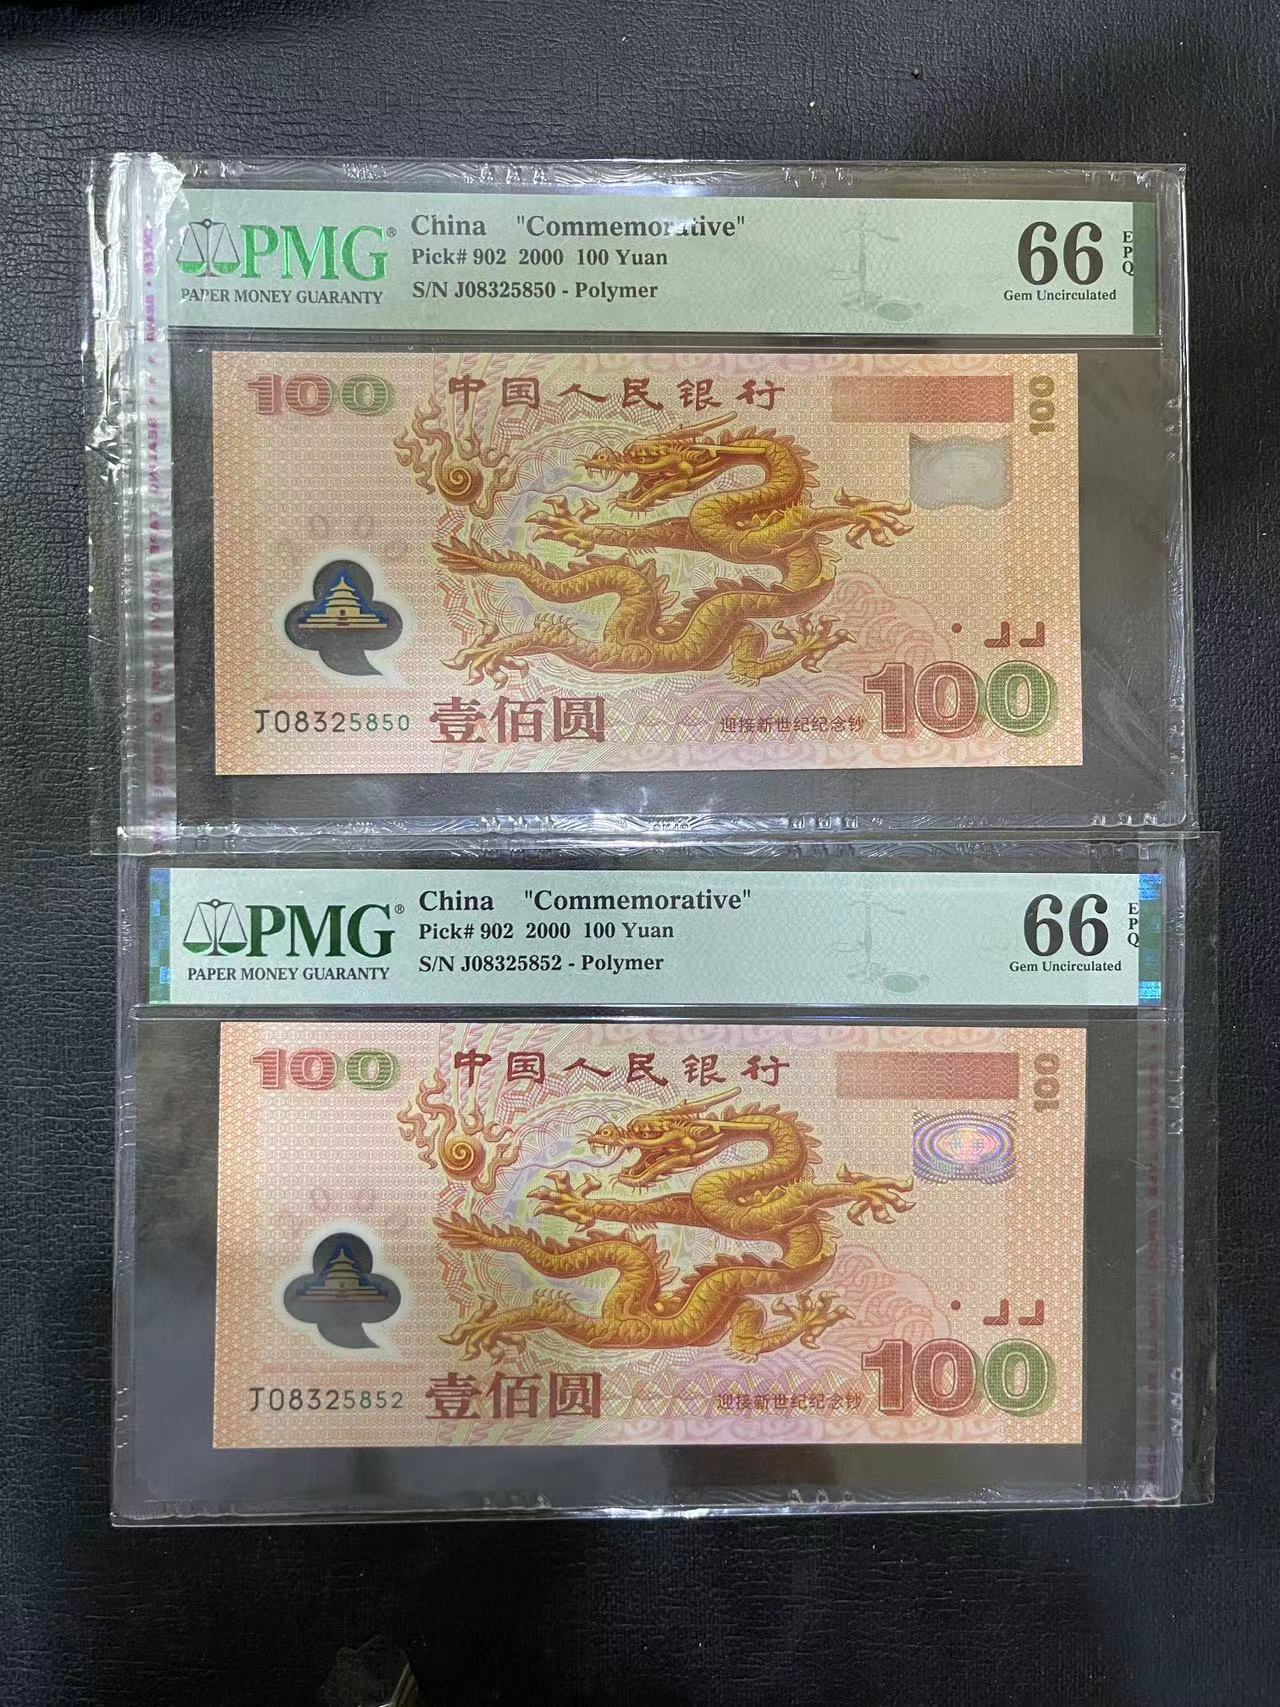 PMG®
PAPER MONEY GUARANTY
China "Commemorative"
Pick# 902 2000 100 Yuan
S/N J08325850 - Polymer
66
EPQ
Gem Uncirculated
100
中国人民银行
100
J08325850
壹佰圆
迎接新世纪纪念钞
100
PMG®
PAPER MONEY GUARANTY
China "Commemorative"
Pick# 902 2000 100 Yuan
S/N J08325852 - Polymer
66
EPQ
Gem Uncirculated
100
中国人民银行
100
J08325852
壹佰圆
迎接新世纪纪念钞
100